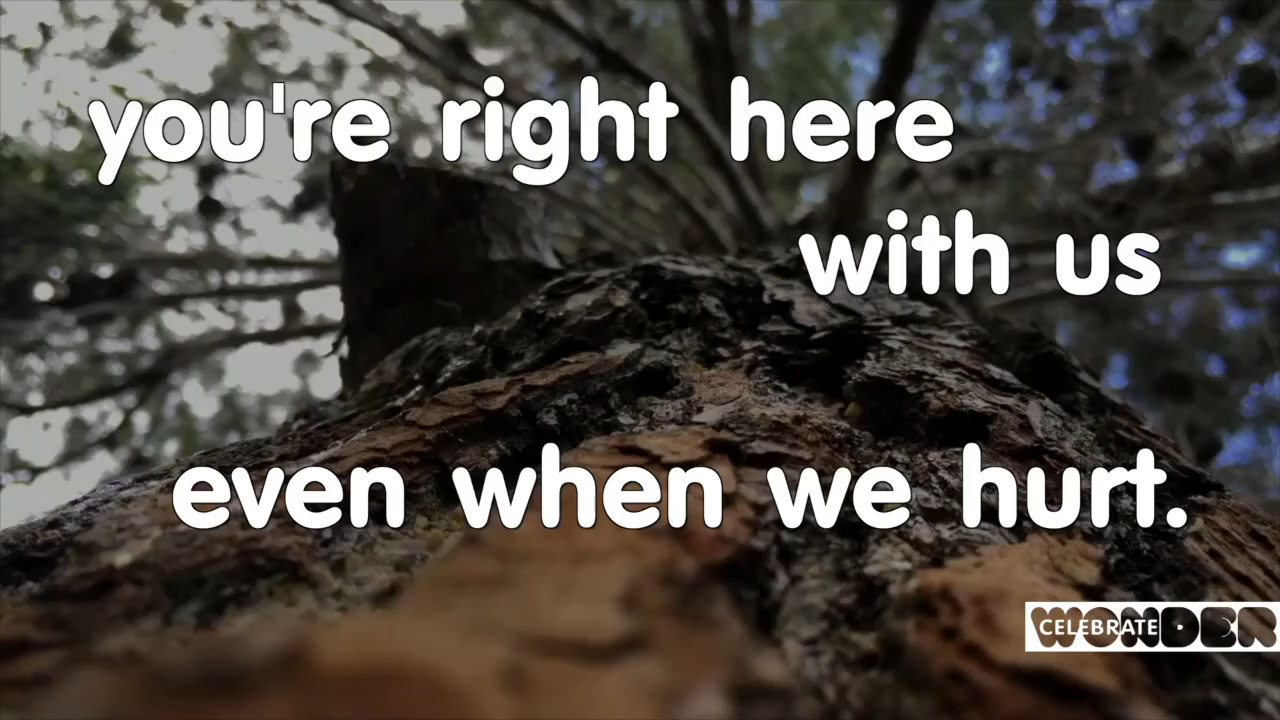 you're right here
with us
even when we hurt.
CELEBRATE WONDER